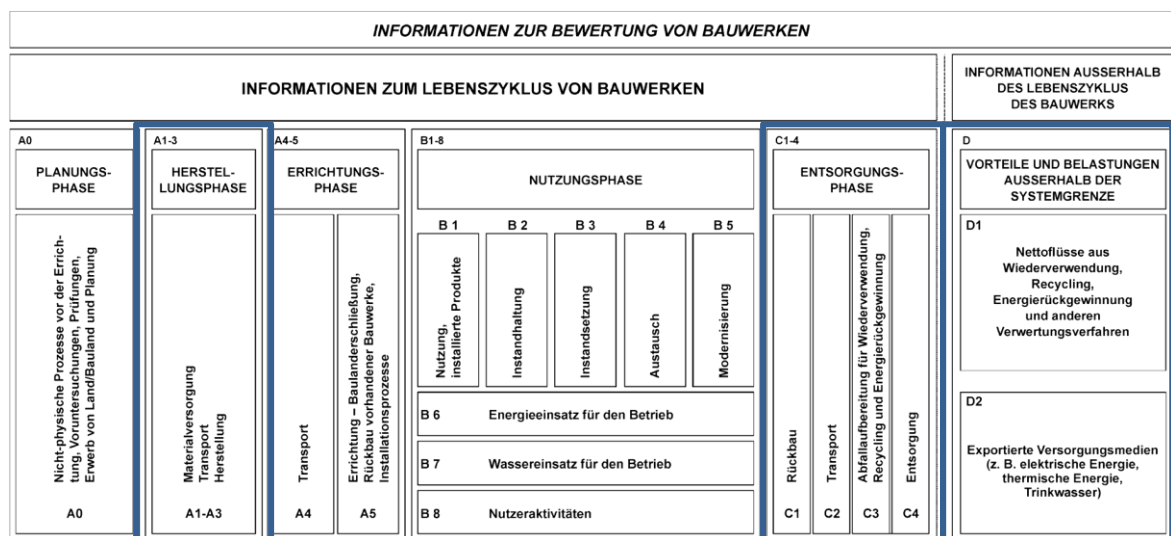 INFORMATIONEN ZUR BEWERTUNG VON BAUWERKEN
INFORMATIONEN ZUM LEBENSZYKLUS VON BAUWERKEN
INFORMATIONEN AUSSERHALB
DES LEBENSZYKLUS
DES BAUWERKS
A0
PLANUNGS-
PHASE
Nicht-physische Prozesse vor der Errich-
tung, Voruntersuchungen, Prüfungen,
Erwerb von Land/Bauland und Planung
A0
A1-3
HERSTEL-
LUNGSPHASE
Materialversorgung
Transport
Herstellung
A1-A3
A4-5
ERRICHTUNGS-
PHASE
Transport
A4
Errichtung – Baulanderschließung,
Rückbau vorhandener Bauwerke,
Installationsprozesse
A5
B1-8
NUTZUNGSPHASE
B 1
Nutzung,
installierte Produkte
B 2
Instandhaltung
B 3
Instandsetzung
B 4
Austausch
B 5
Modernisierung
B 6 Energieeinsatz für den Betrieb
B 7 Wassereinsatz für den Betrieb
B 8 Nutzeraktivitäten
C1-4
ENTSORGUNGS-
PHASE
Rückbau
C1
Transport
C2
Abfallaufbereitung für Wiederverwendung,
Recycling und Energierückgewinnung
C3
Entsorgung
C4
D
VORTEILE UND BELASTUNGEN
AUSSERHALB DER
SYSTEMGRENZE
D1
Nettoflüsse aus
Wiederverwendung,
Recycling,
Energierückgewinnung
und anderen
Verwertungsverfahren
D2
Exportierte Versorgungsmedien
(z. B. elektrische Energie,
thermische Energie,
Trinkwasser)